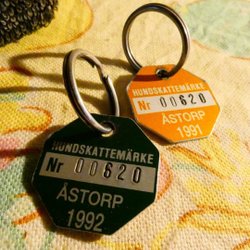 HUNDSKATTEMÄRKE
Nr 00620
ÅSTORP
1991
HUNDSKATTEMÄRKE
Nr 00620
ÅSTORP
1992